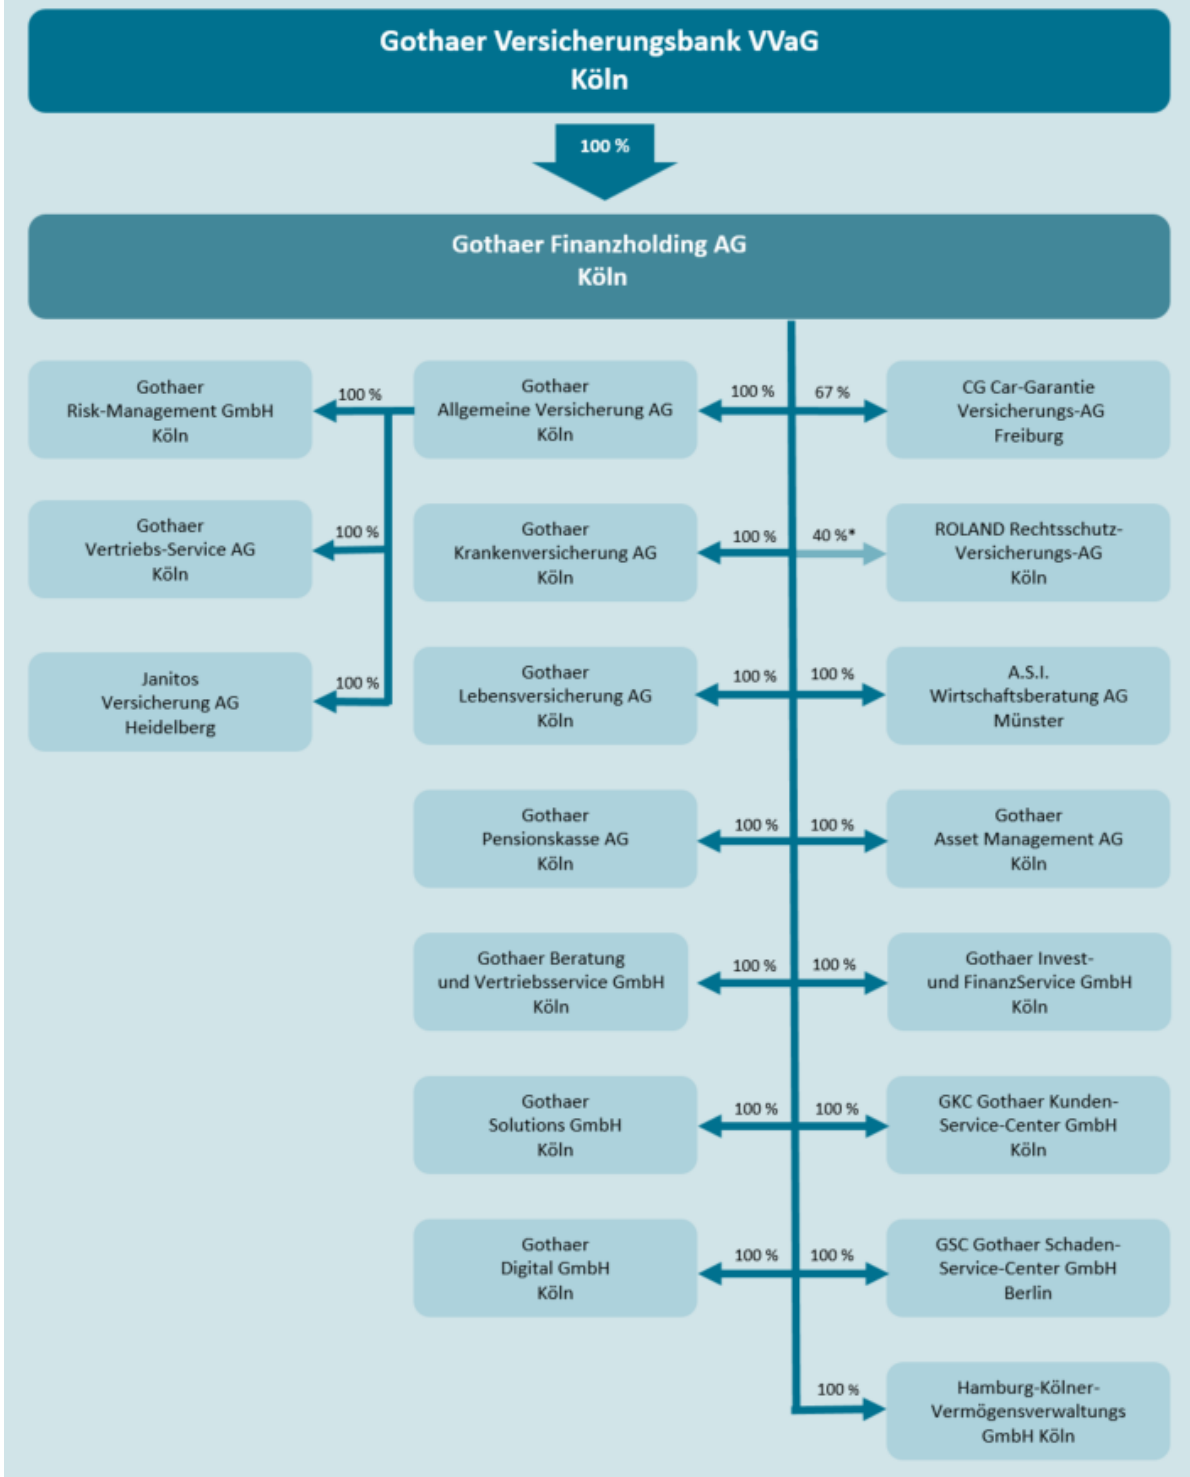 Gothaer Versicherungsbank VVaG
Köln
100 %
Gothaer Finanzholding AG
Köln
Gothaer
Risk-Management GmbH
Köln
100 %
Gothaer
Allgemeine Versicherung AG
Köln
100 %
67 %
CG Car-Garantie
Versicherungs-AG
Freiburg
Gothaer
Vertriebs-Service AG
Köln
100 %
Gothaer
Krankenversicherung AG
Köln
100 %
40 %*
ROLAND Rechtsschutz-
Versicherungs-AG
Köln
Janitos
Versicherung AG
Heidelberg
100 %
Gothaer
Lebensversicherung AG
Köln
100 %
100 %
A.S.I.
Wirtschaftsberatung AG
Münster
Gothaer
Pensionskasse AG
Köln
100 %
100 %
Gothaer
Asset Management AG
Köln
Gothaer Beratung
und Vertriebsservice GmbH
Köln
100 %
100 %
Gothaer Invest-
und FinanzService GmbH
Köln
Gothaer
Solutions GmbH
Köln
100 %
100 %
GKC Gothaer Kunden-
Service-Center GmbH
Köln
Gothaer
Digital GmbH
Köln
100 %
100 %
GSC Gothaer Schaden-
Service-Center GmbH
Berlin
100 %
Hamburg-Kölner-
Vermögensverwaltungs
GmbH Köln